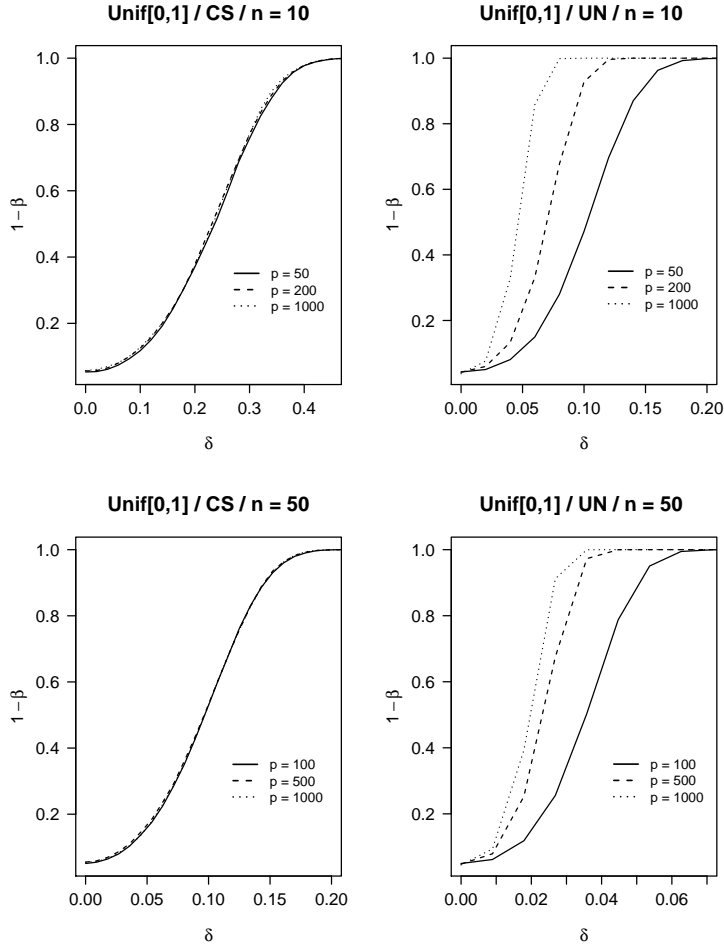 Unif[0,1] / CS / n = 10
1−β
1.0
0.8
0.6
0.4
0.2
p = 50
p = 200
p = 1000
0.0 0.1 0.2 0.3 0.4
δ
Unif[0,1] / UN / n = 10
1−β
1.0
0.8
0.6
0.4
0.2
p = 50
p = 200
p = 1000
0.00 0.05 0.10 0.15 0.20
δ
Unif[0,1] / CS / n = 50
1−β
1.0
0.8
0.6
0.4
0.2
p = 100
p = 500
p = 1000
0.00 0.05 0.10 0.15 0.20
δ
Unif[0,1] / UN / n = 50
1−β
1.0
0.8
0.6
0.4
0.2
p = 100
p = 500
p = 1000
0.00 0.02 0.04 0.06
δ